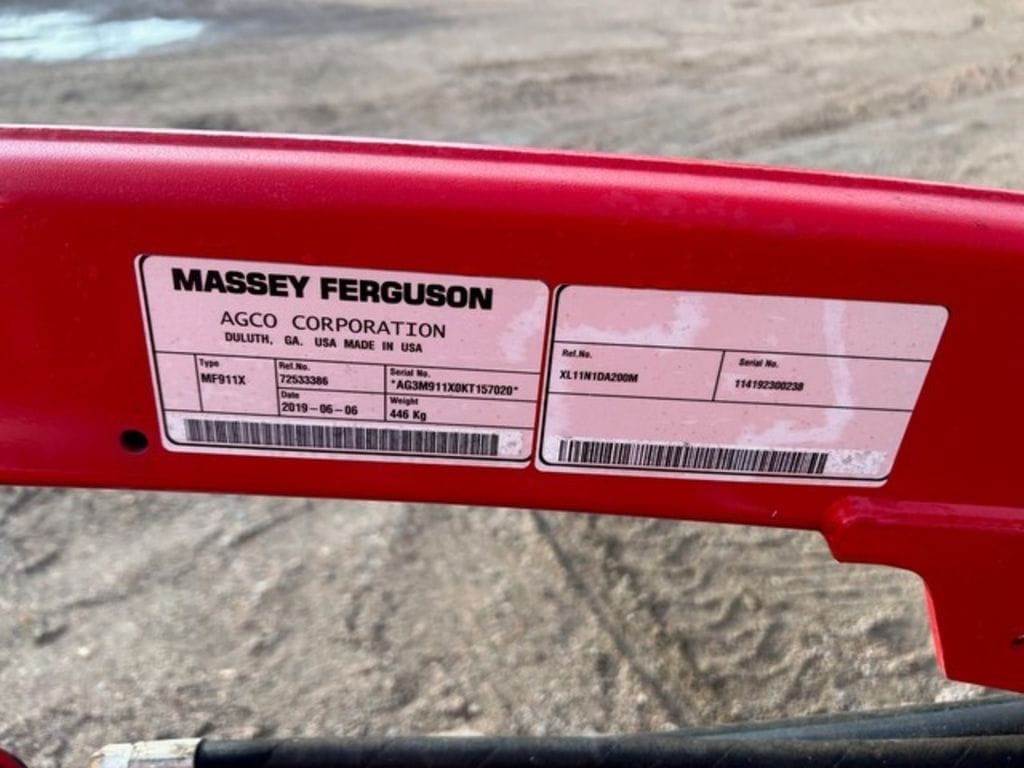 MASSEY FERGUSON
AGCO CORPORATION
DULUTH, GA. USA MADE IN USA
Type
MF911X
Ref.No.
72533386
Serial No.
*AG3M911X0KT157020*
Date
2019-06-06
Weight
446 Kg
Ref.No.
XL11N1DA200M
Serial No.
114192300238